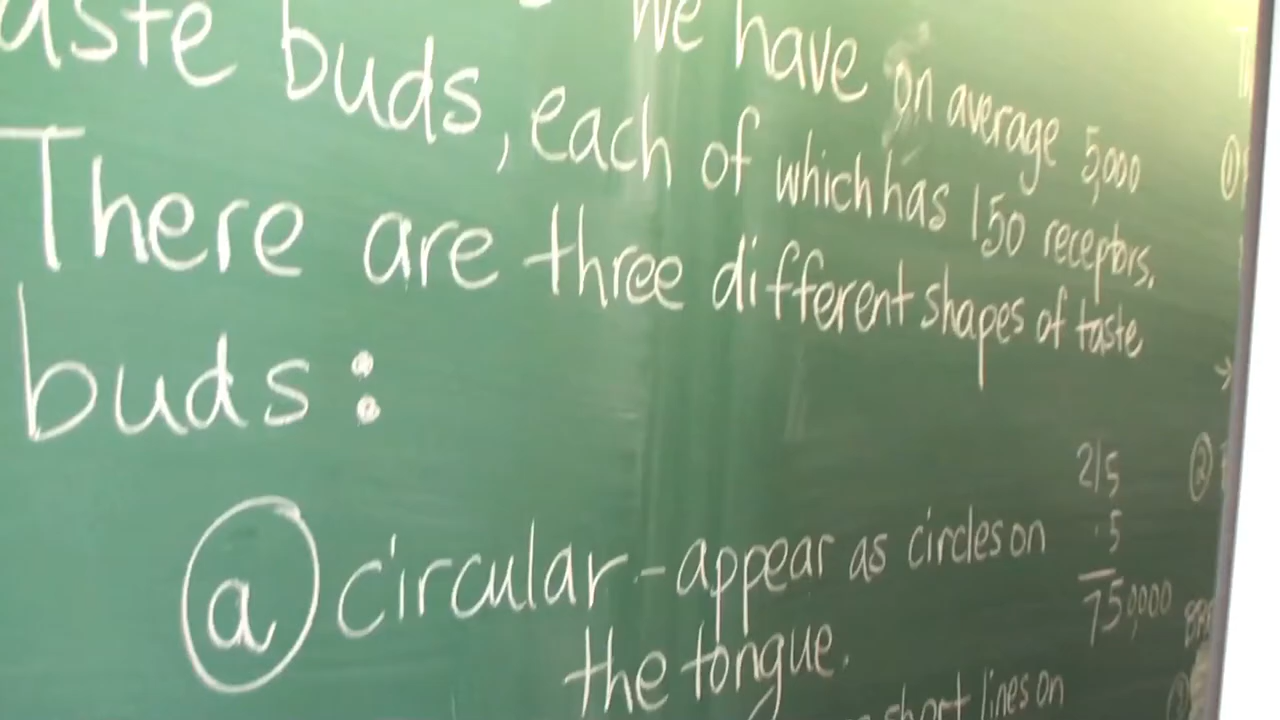 We have on average 5,000
taste buds, each of which has 150 receptors.
There are three different shapes of taste
buds:
215
.5
750,000
ⓐ circular - appear as circles on
the tongue.
short lines on